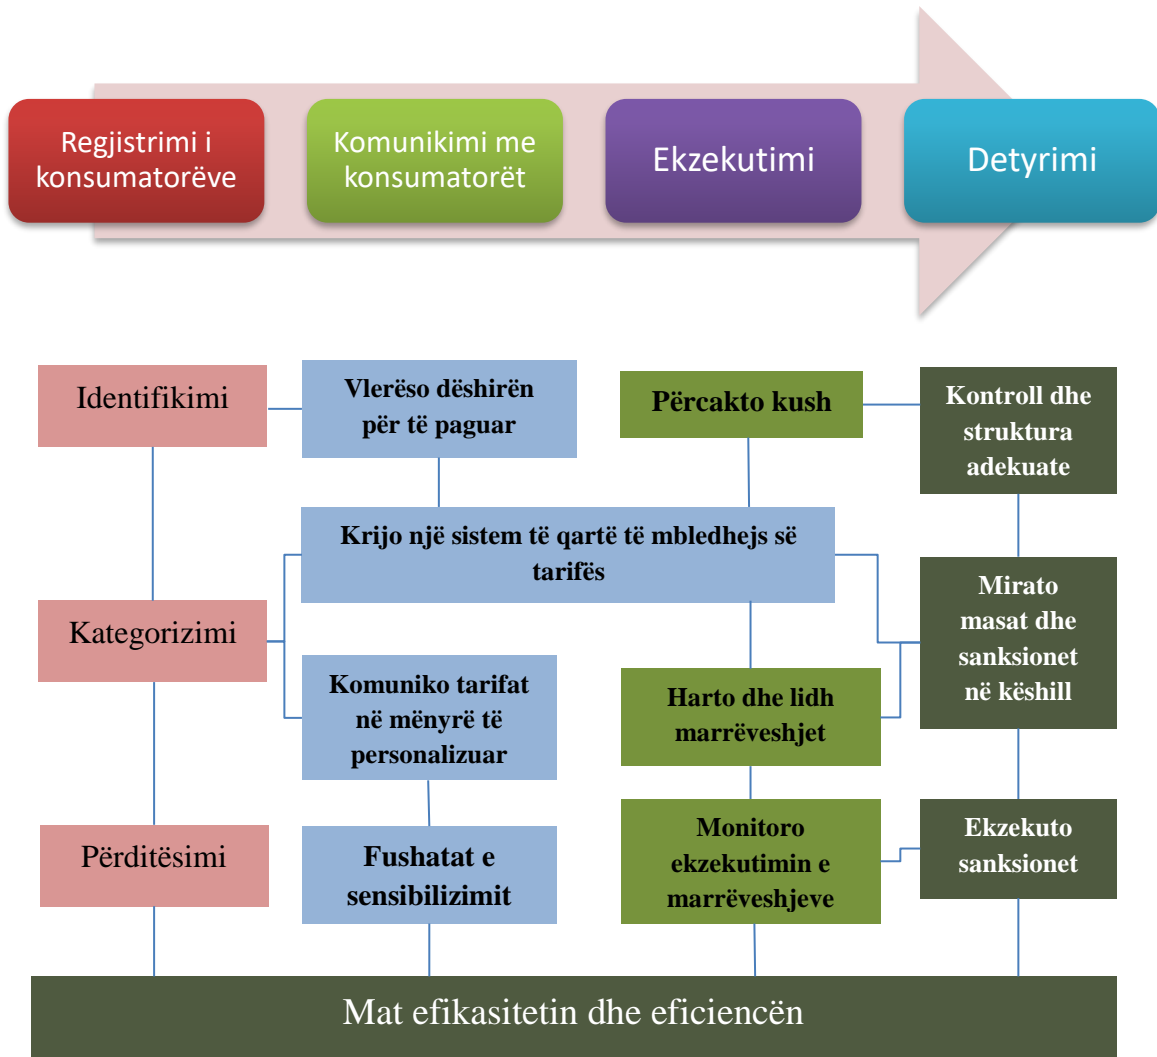 Regjistrimi i
konsumatorëve
Komunikimi me
konsumatorët
Ekzekutimi
Detyrimi
Identifikimi
Vlerëso dëshirën
për të paguar
Përcakto kush
Kontroll dhe
struktura
adekuate
Krijo një sistem të qartë të mbledhejs së
tarifës
Kategorizimi
Mirato
masat dhe
sanksionet
në këshill
Komuniko tarifat
në mënyrë të
personalizuar
Harto dhe lidh
marrëveshjet
Përditësimi
Fushatat e
sensibilizimit
Monitoro
ekzekutimin e
marrëveshjeve
Ekzekuto
sanksionet
Mat efikasitetin dhe eficiencën